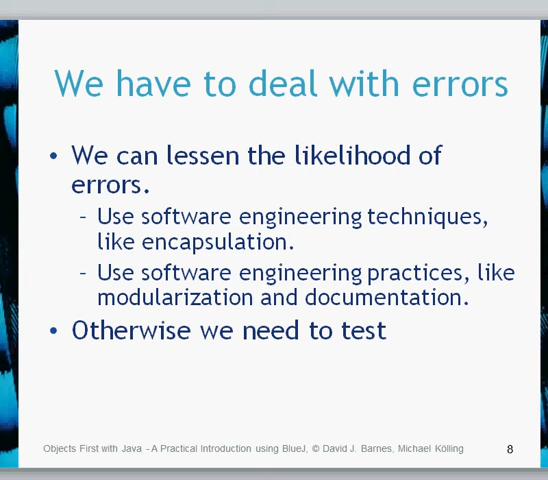 We have to deal with errors
• We can lessen the likelihood of
errors.
– Use software engineering techniques,
like encapsulation.
– Use software engineering practices, like
modularization and documentation.
• Otherwise we need to test
Objects First with Java - A Practical Introduction using BlueJ, © David J. Barnes, Michael Kölling 8